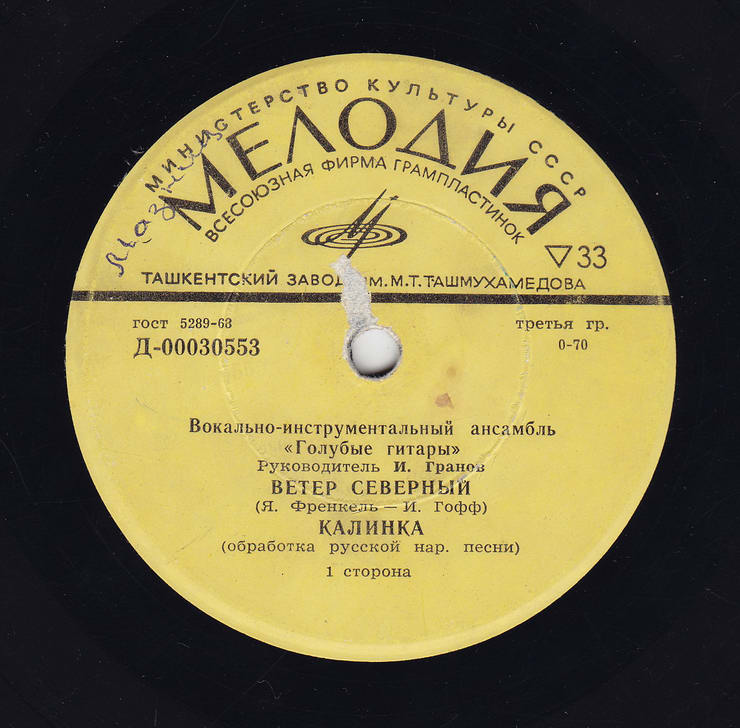 МИНИСТЕРСТВО КУЛЬТУРЫ СССР
МЕЛОДИЯ
ВСЕСОЮЗНАЯ ФИРМА ГРАМПЛАСТИНОК
33
ТАШКЕНТСКИЙ ЗАВОД им. М.Т.ТАШМУХАМЕДОВА
гост 5289-68
третья гр.
Д-00030553
0-70
Вокально-инструментальный ансамбль
«Голубые гитары»
Руководитель И. Гранов
ВЕТЕР СЕВЕРНЫЙ
(Я. Френкель — И. Гофф)
КАЛИНКА
(обработка русской нар. песни)
1 сторона